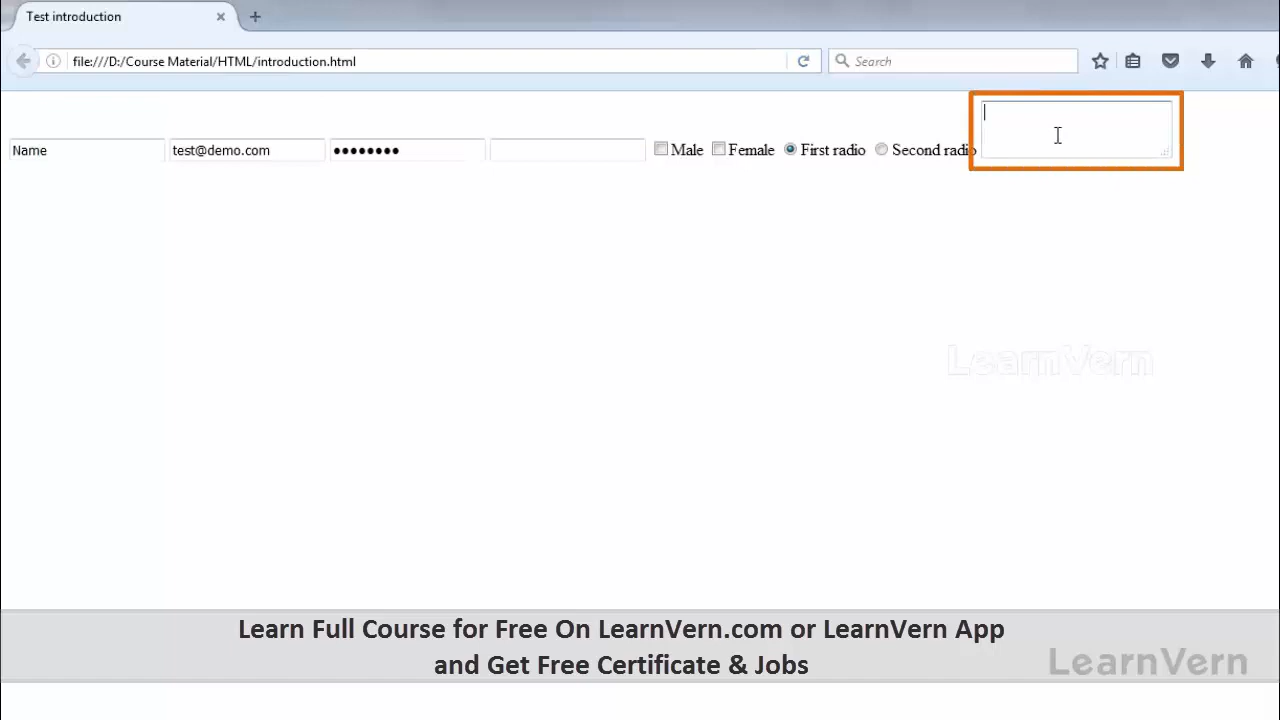 Test introduction
file:///D:/Course Material/HTML/introduction.html
Search
Name test@demo.com •••••••• Male Female First radio Second radio
LearnVern
Learn Full Course for Free On LearnVern.com or LearnVern App
and Get Free Certificate & Jobs
LearnVern